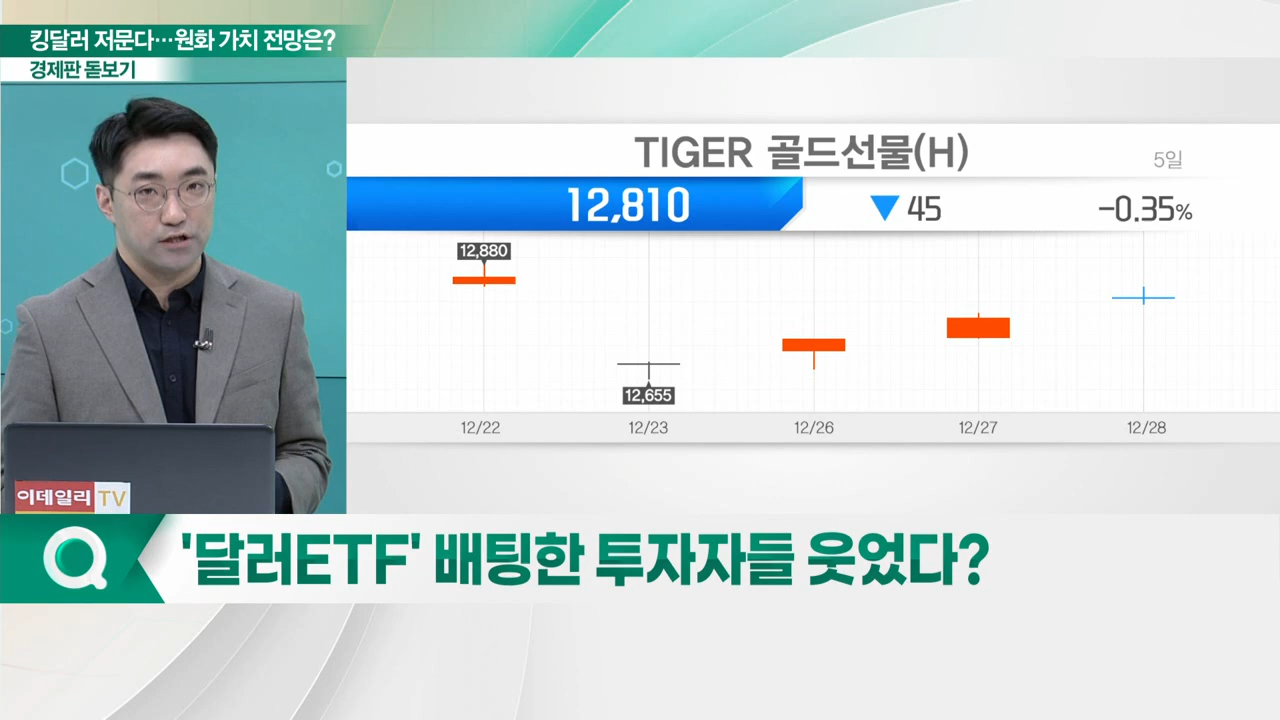 킹달러 저문다…원화 가치 전망은?
경제판 돋보기
TIGER 골드선물(H)
5일
12,810
▼ 45
-0.35%
12,880
12,655
12/22
12/23
12/26
12/27
12/28
이데일리 TV
'달러ETF' 배팅한 투자자들 웃었다?